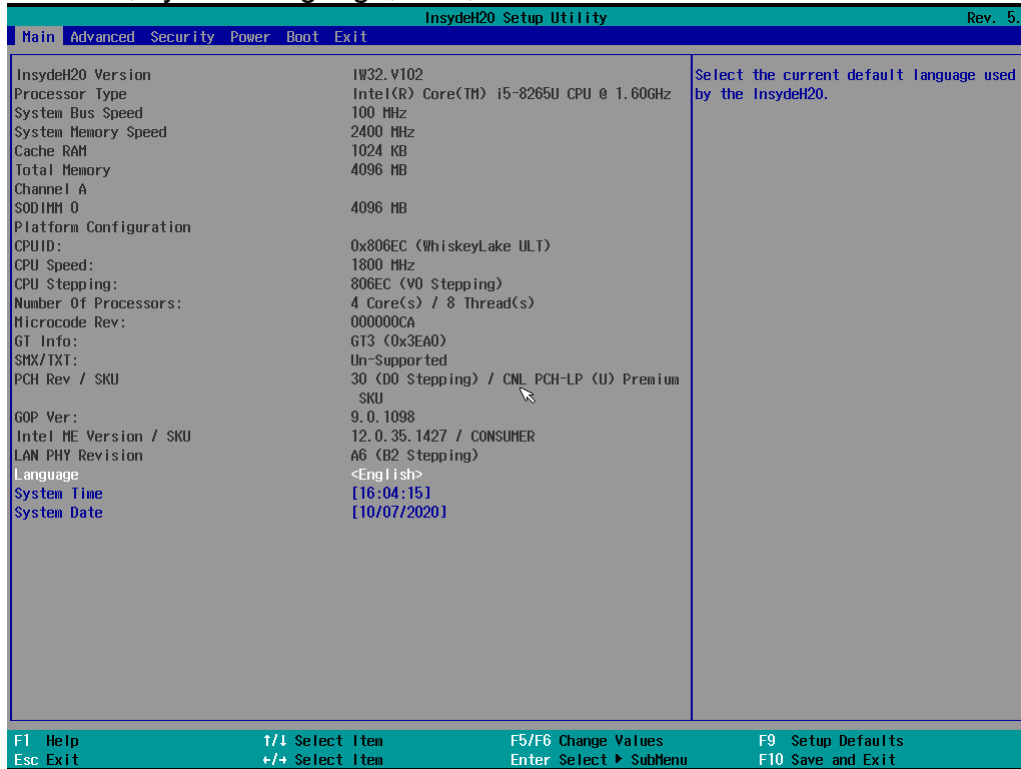 InsydeH20 Setup Utility Rev. 5.
Main Advanced Security Power Boot Exit
InsydeH20 Version IW32.V102
Processor Type Intel(R) Core(TM) i5-8265U CPU @ 1.60GHz
System Bus Speed 100 MHz
System Memory Speed 2400 MHz
Cache RAM 1024 KB
Total Memory 4096 MB
Channel A
SODIMM 0 4096 MB
Platform Configuration
CPUID: 0x806EC (WhiskeyLake ULT)
CPU Speed: 1800 MHz
CPU Stepping: 806EC (V0 Stepping)
Number Of Processors: 4 Core(s) / 8 Thread(s)
Microcode Rev: 000000CA
GT Info: GT3 (0x3EA0)
SMX/TXT: Un-Supported
PCH Rev / SKU 30 (D0 Stepping) / CNL PCH-LP (U) Premium
SKU
GOP Ver: 9.0.1098
Intel ME Version / SKU 12.0.35.1427 / CONSUMER
LAN PHY Revision A6 (B2 Stepping)
Language <English>
System Time [16:04:15]
System Date [10/07/2020]
Select the current default language used
by the InsydeH20.
F1 Help ↑/↓ Select Item F5/F6 Change Values F9 Setup Defaults
Esc Exit ←/→ Select Item Enter Select ▶ SubMenu F10 Save and Exit